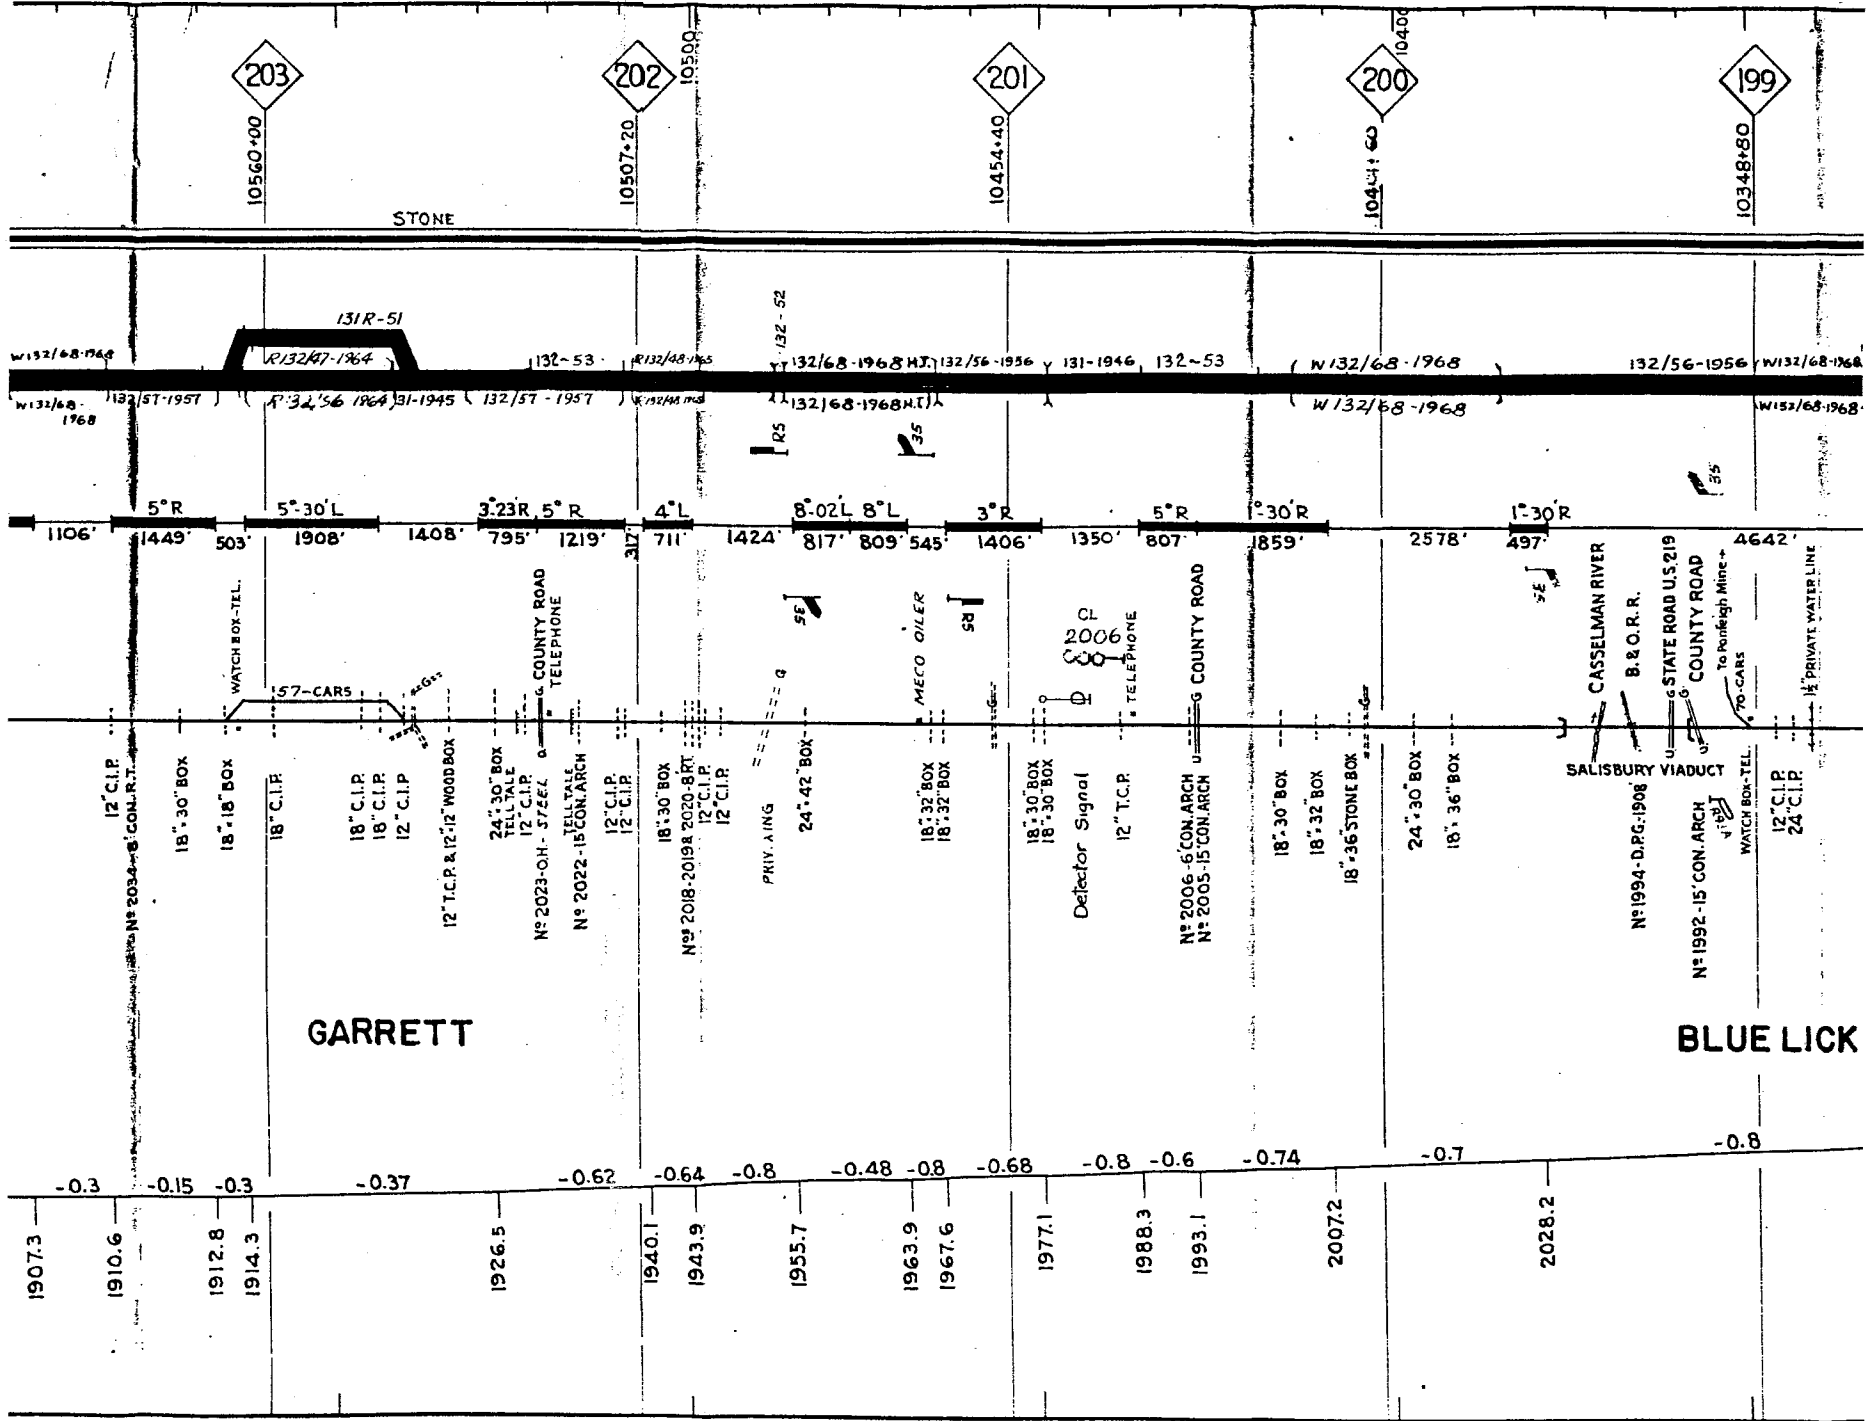 203
202
10500
201
200
199
10560+00
10507+20
10454+40
10348+80
STONE
131R-51
132-52
W132/68-1968
R132/47-1964
132-53
R132/48-1965
132/68-1968 H.J.
132/56-1956
131-1946
132-53
W132/68-1968
132/56-1956
W132/68-1968
W132/68-1968
132/57-1957
132/57-1957
132/68-1968 H.J.
W132/68-1968
R5
35
35
5°R
5°-30'L
3°-23'R
5°R
4°L
8°-02'L
8°L
3°R
5°R
1°-30'R
1°-30'R
1106'
1449'
503'
1908'
1408'
795'
1219'
317'
711'
1424'
817'
809'
545'
1406'
1350'
807'
859'
2578'
497'
4642'
35
R5
35
WATCH BOX-TEL.
57-CARS
G
G COUNTY ROAD
TELEPHONE
G
MECO OILER
G
CL
2006
TELEPHONE
G COUNTY ROAD
G
CASSELMAN RIVER
B. & O. R. R.
G STATE ROAD U.S. 219
G COUNTY ROAD
To Ponfeigh Mine
70-CARS
1½" PRIVATE WATER LINE
SALISBURY VIADUCT
12" C.I.P.
Nº 2034-8' CON. R.T.
18"x30" BOX
18"x18" BOX
18" C.I.P.
18" C.I.P.
18" C.I.P.
12" C.I.P.
12" T.C.P. & 12"x12" WOOD BOX
24"x30" BOX
TELL TALE
12" C.I.P.
Nº 2023-O.H.-STEEL
TELL TALE
Nº 2022-15' CON. ARCH
12" C.I.P.
12" C.I.P.
18"x30" BOX
Nºs 2018-2019 & 2020-8' RT
12" C.I.P.
12" C.I.P.
PRIV. XING
24"x42" BOX
18"x32" BOX
18"x32" BOX
18"x30" BOX
18"x30" BOX
Detector Signal
12" T.C.P.
Nº 2006-6' CON. ARCH
Nº 2005-15' CON. ARCH
18"x30" BOX
18"x32" BOX
18"x36" STONE BOX
24"x30" BOX
18"x36" BOX
Nº 1994-D.P.G.-1908
Nº 1992-15' CON. ARCH
WATCH BOX-TEL.
12" C.I.P.
24" C.I.P.
GARRETT
BLUE LICK
-0.3
-0.15
-0.3
-0.37
-0.62
-0.64
-0.8
-0.48
-0.8
-0.68
-0.8
-0.6
-0.74
-0.7
-0.8
1907.3
1910.6
1912.8
1914.3
1926.5
1940.1
1943.9
1955.7
1963.9
1967.6
1977.1
1988.3
1993.1
2007.2
2028.2